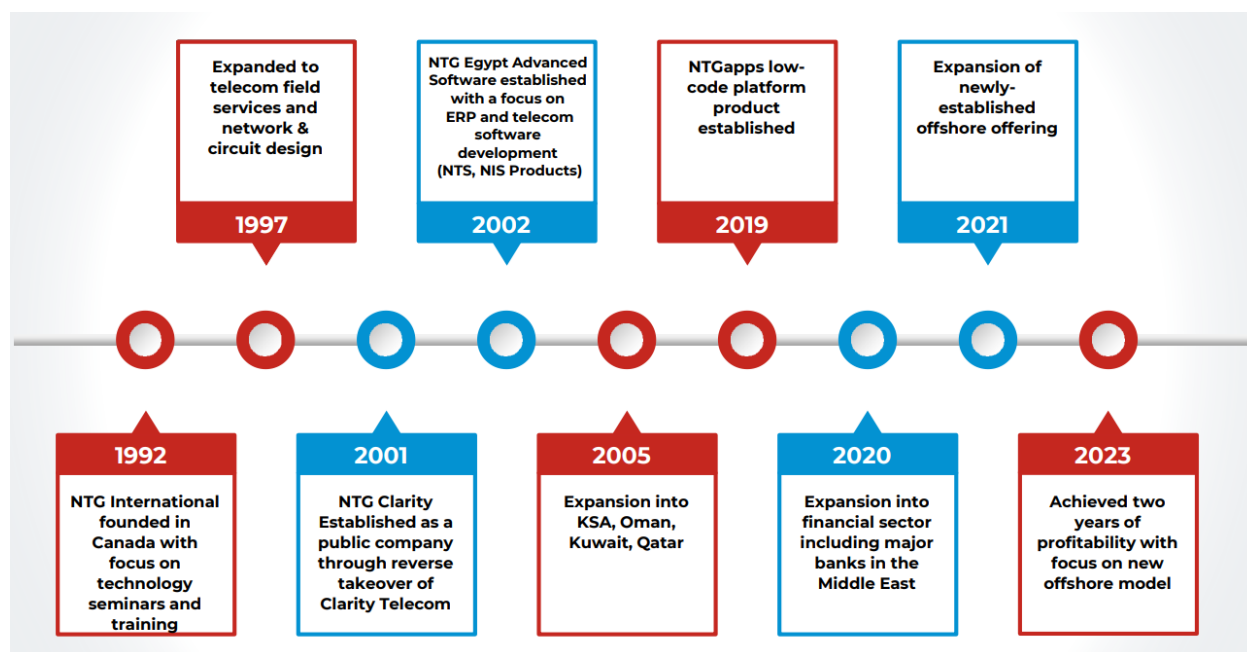 Expanded to
telecom field
services and
network &
circuit design
1997
NTG Egypt Advanced
Software established
with a focus on
ERP and telecom
software
development
(NTS, NIS Products)
2002
NTGapps low-
code platform
product
established
2019
Expansion of
newly-
established
offshore offering
2021
1992
NTG International
founded in
Canada with
focus on
technology
seminars and
training
2001
NTG Clarity
Established as a
public company
through reverse
takeover of
Clarity Telecom
2005
Expansion into
KSA, Oman,
Kuwait, Qatar
2020
Expansion into
financial sector
including major
banks in the
Middle East
2023
Achieved two
years of
profitability with
focus on new
offshore model